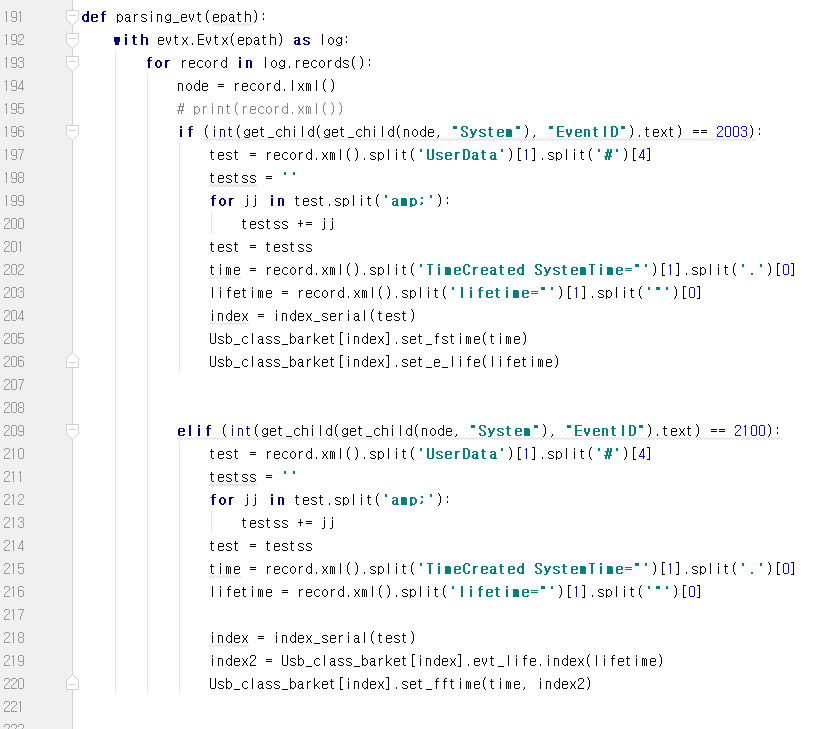 191 def parsing_evt(epath):
192     with evtx.Evtx(epath) as log:
193         for record in log.records():
194             node = record.lxml()
195             # print(record.xml())
196             if (int(get_child(get_child(node, "System"), "EventID").text) == 2003):
197                 test = record.xml().split('UserData')[1].split('#')[4]
198                 testss = ''
199                 for jj in test.split('amp;'):
200                     testss += jj
201                 test = testss
202                 time = record.xml().split('TimeCreated SystemTime="')[1].split('.')[0]
203                 lifetime = record.xml().split('lifetime="')[1].split('"')[0]
204                 index = index_serial(test)
205                 Usb_class_barket[index].set_fstime(time)
206                 Usb_class_barket[index].set_e_life(lifetime)
207
208
209             elif (int(get_child(get_child(node, "System"), "EventID").text) == 2100):
210                 test = record.xml().split('UserData')[1].split('#')[4]
211                 testss = ''
212                 for jj in test.split('amp;'):
213                     testss += jj
214                 test = testss
215                 time = record.xml().split('TimeCreated SystemTime="')[1].split('.')[0]
216                 lifetime = record.xml().split('lifetime="')[1].split('"')[0]
217
218                 index = index_serial(test)
219                 index2 = Usb_class_barket[index].evt_life.index(lifetime)
220                 Usb_class_barket[index].set_fftime(time, index2)
221